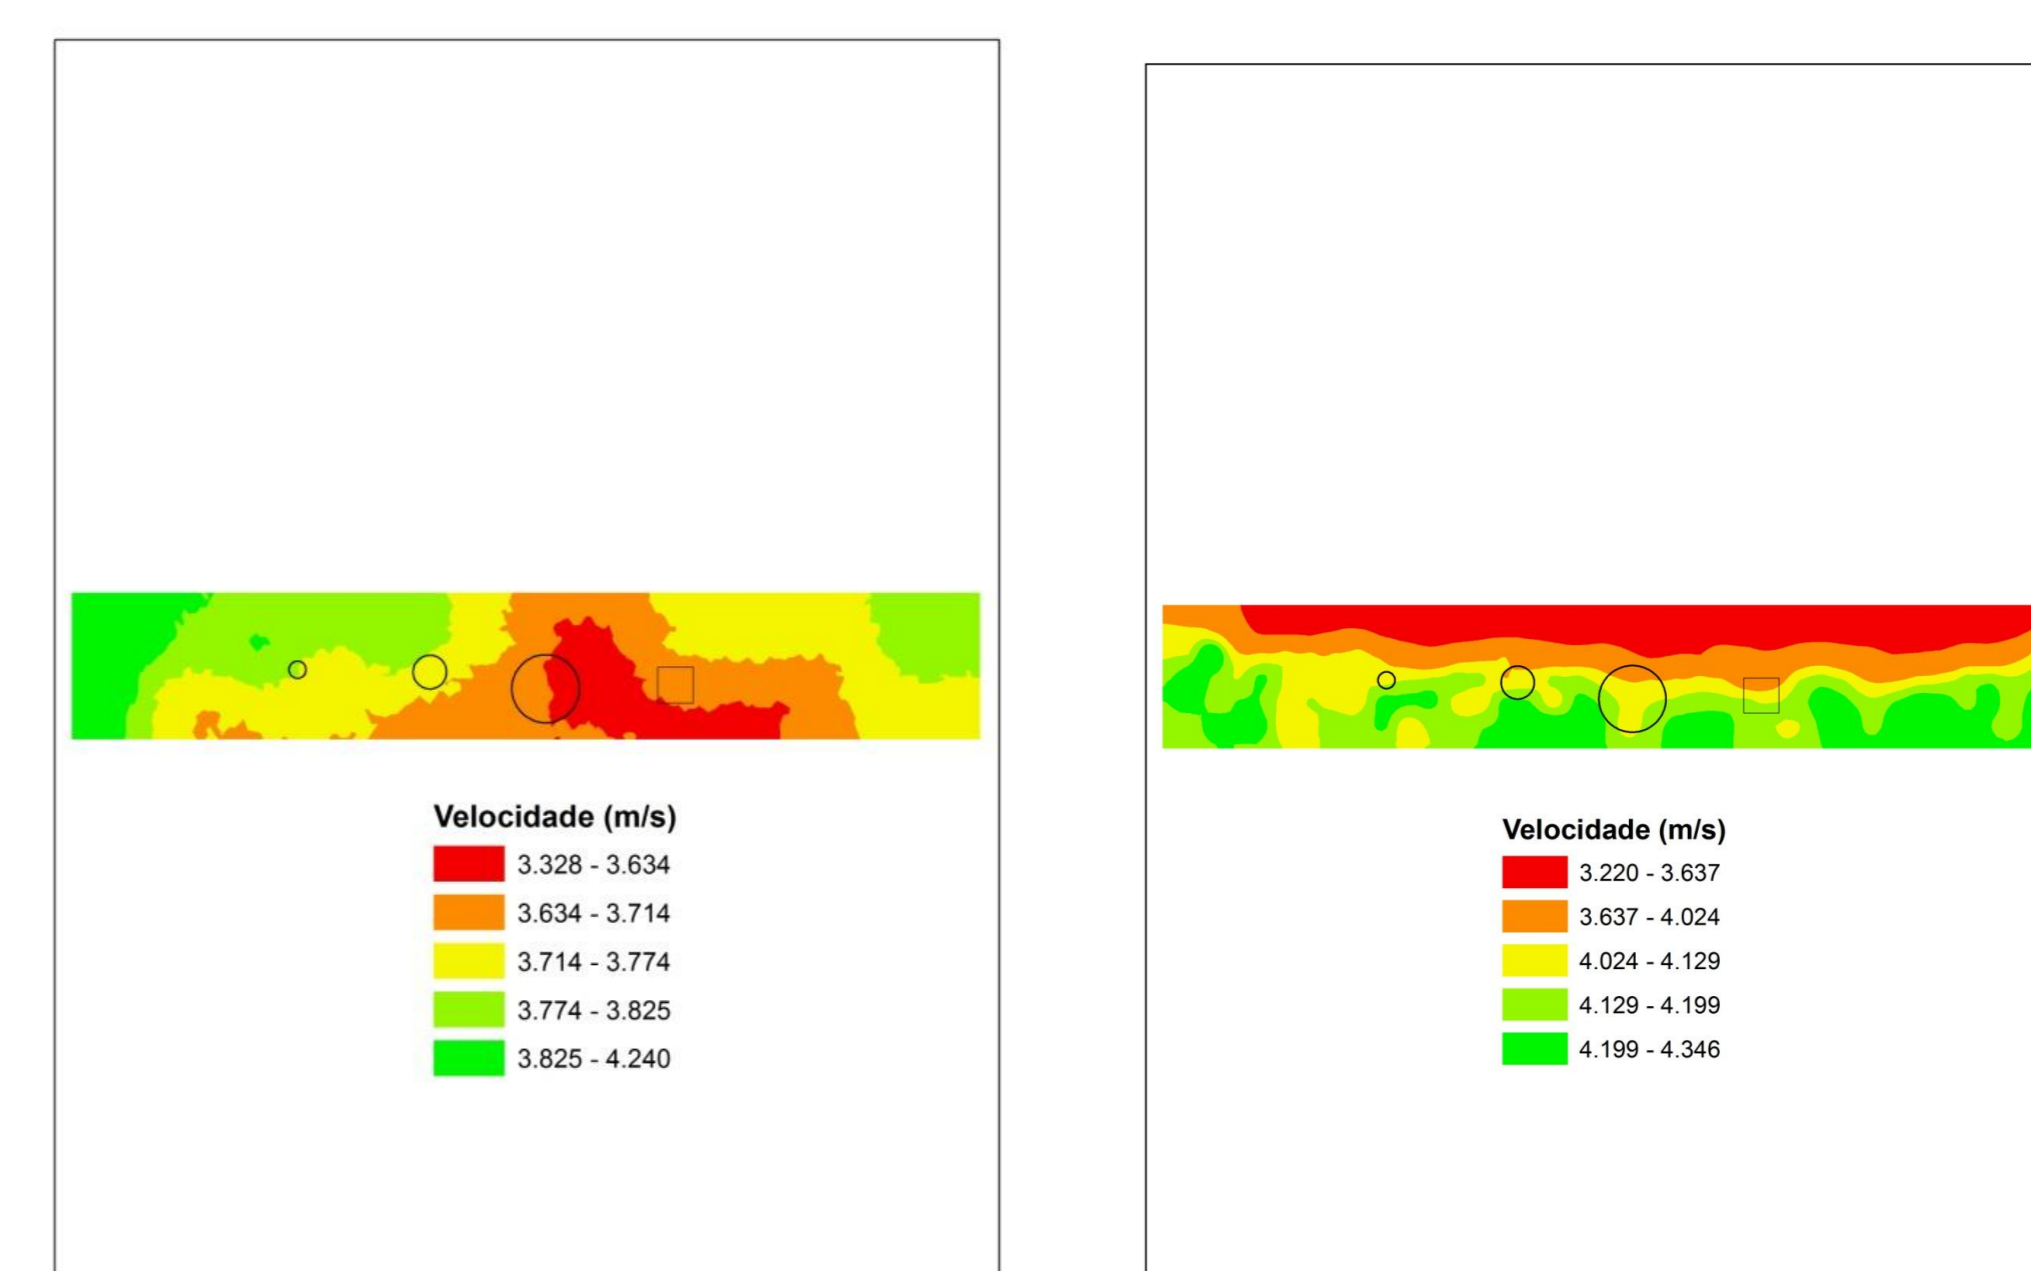 Velocidade (m/s)
3.328 - 3.634
3.634 - 3.714
3.714 - 3.774
3.774 - 3.825
3.825 - 4.240
Velocidade (m/s)
3.220 - 3.637
3.637 - 4.024
4.024 - 4.129
4.129 - 4.199
4.199 - 4.346